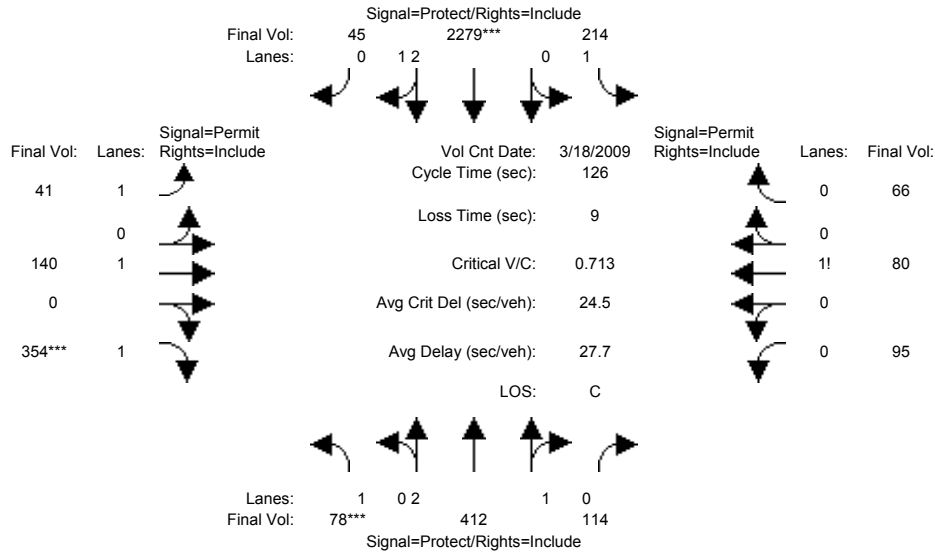 Signal=Protect/Rights=Include
Final Vol: 45 2279*** 214
Lanes: 0 1 2 0 1
Signal=Permit Signal=Permit
Final Vol: Lanes: Rights=Include Vol Cnt Date: 3/18/2009 Rights=Include Lanes: Final Vol:
Cycle Time (sec): 126
41 1 0 66
Loss Time (sec): 9
0 0
140 1 Critical V/C: 0.713 1! 80
0 Avg Crit Del (sec/veh): 24.5 0
354*** 1 Avg Delay (sec/veh): 27.7 0 95
LOS: C
Lanes: 1 0 2 1 0
Final Vol: 78*** 412 114
Signal=Protect/Rights=Include